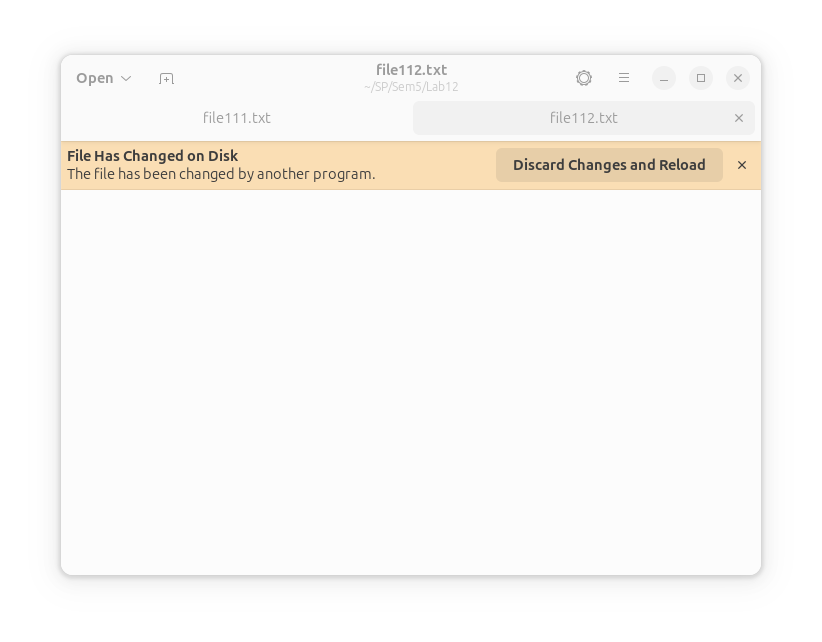 Open
file112.txt
~/SP/Sem5/Lab12
file111.txt
file112.txt
File Has Changed on Disk
The file has been changed by another program.
Discard Changes and Reload